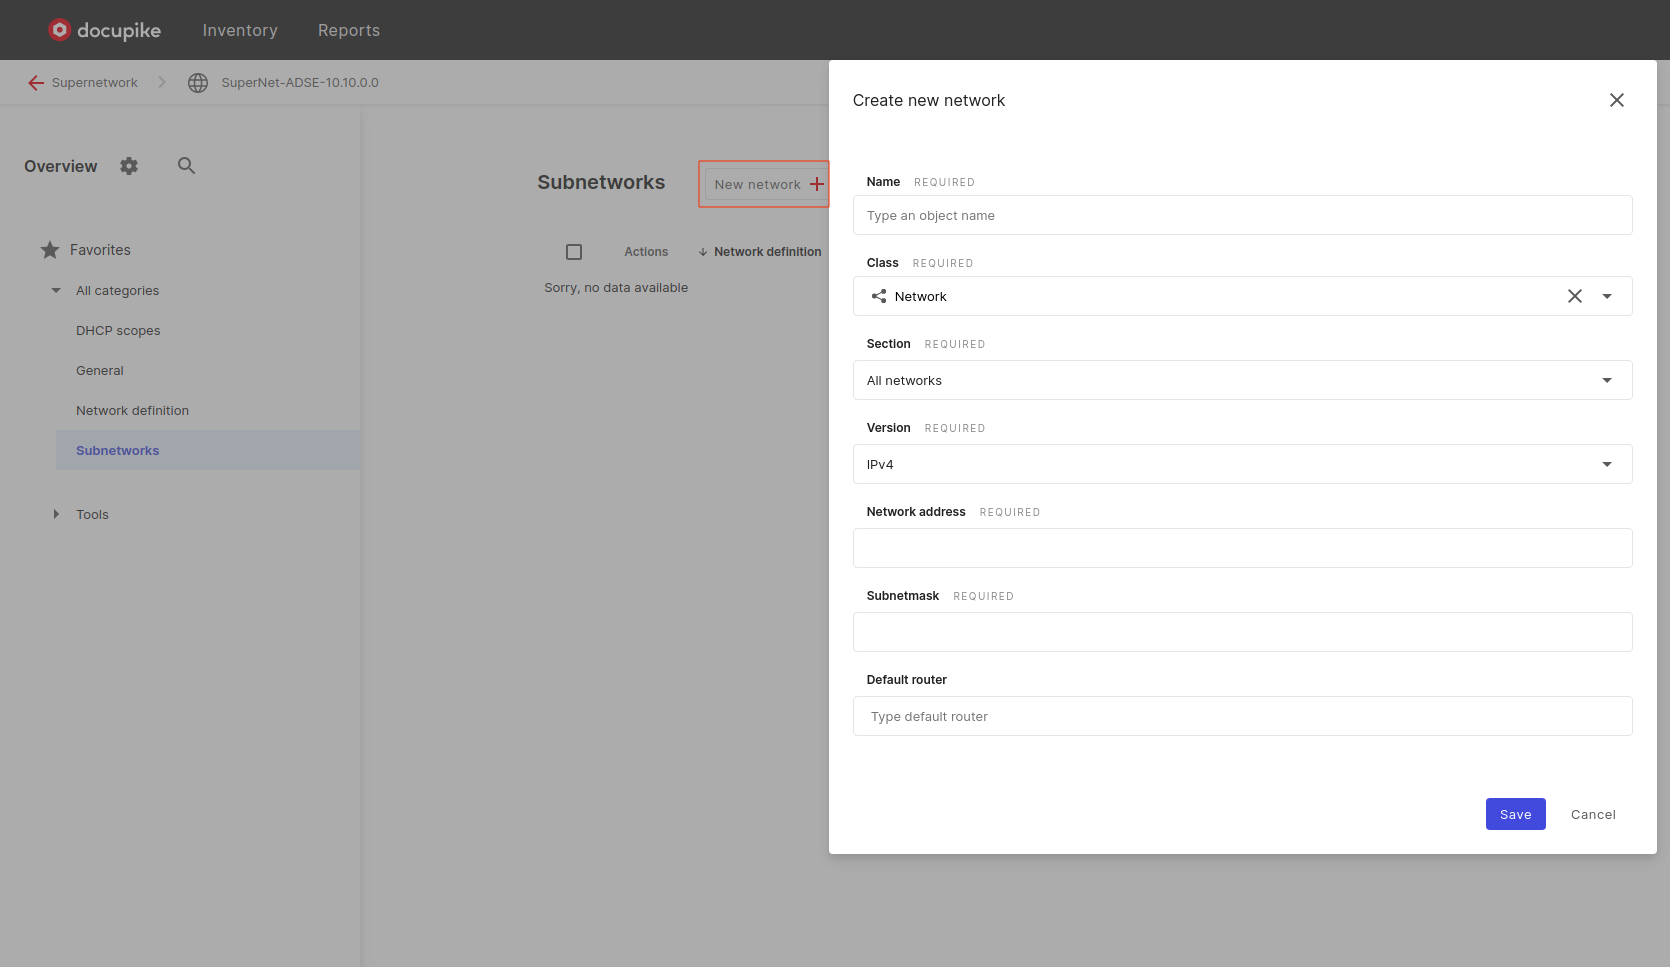 docupike Inventory Reports
Supernetwork SuperNet-ADSE-10.10.0.0
Overview
Favorites
All categories
DHCP scopes
General
Network definition
Subnetworks
Tools
Subnetworks New network
Actions Network definition
Sorry, no data available
Create new network
Name REQUIRED
Type an object name
Class REQUIRED
Network
Section REQUIRED
All networks
Version REQUIRED
IPv4
Network address REQUIRED
Subnetmask REQUIRED
Default router
Type default router
Save Cancel